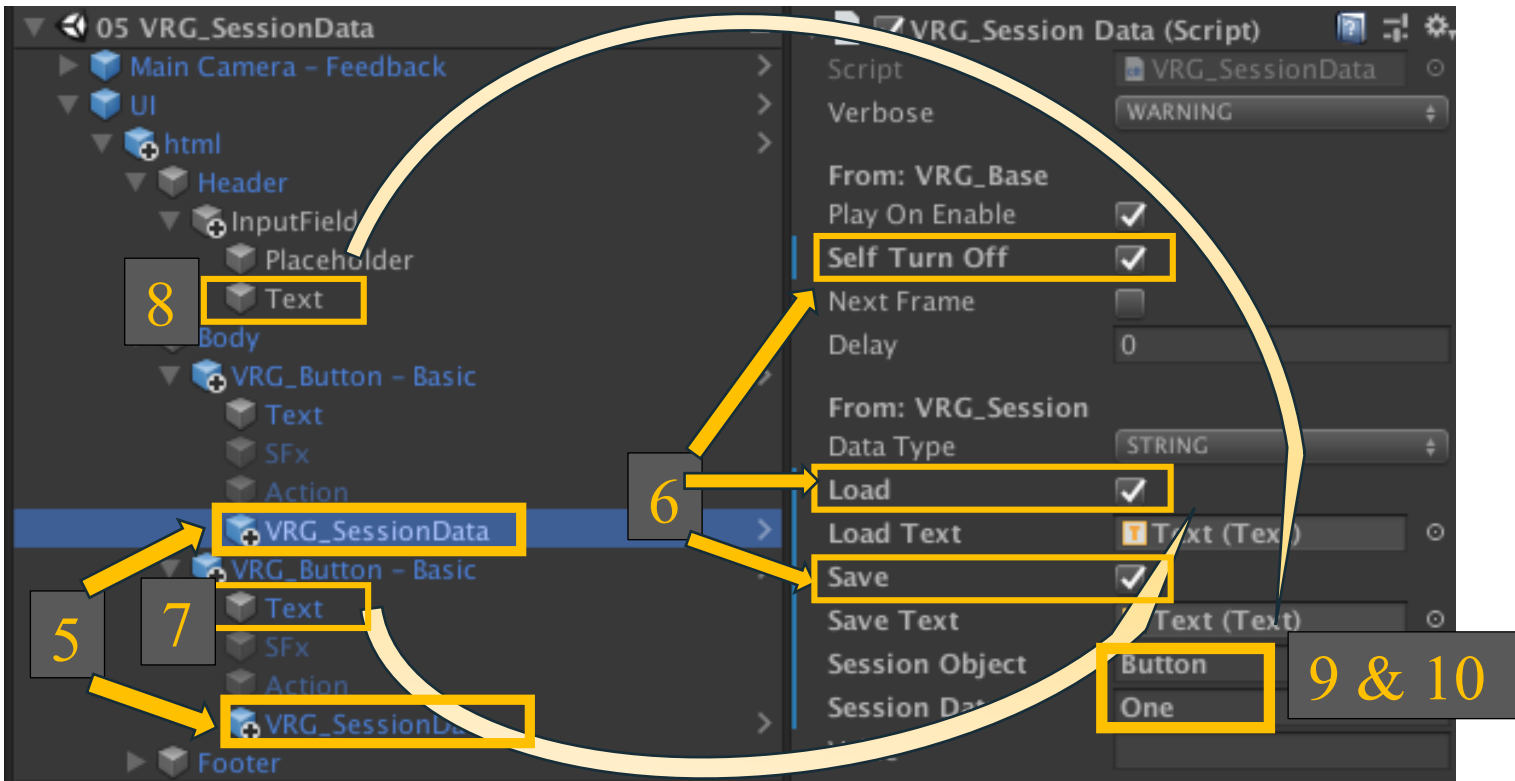 05 VRG_SessionData
Main Camera – Feedback
UI
html
Header
InputField
Placeholder
8
Text
Body
VRG_Button – Basic
Text
SFx
Action
VRG_SessionData
VRG_Button – Basic
5
7
Text
SFx
Action
VRG_SessionD
Footer
VRG_Session Data (Script)
Script VRG_SessionData
Verbose WARNING
From: VRG_Base
Play On Enable
Self Turn Off
Next Frame
Delay 0
From: VRG_Session
Data Type STRING
6
Load
Load Text Text (Text)
Save
Save Text Text (Text)
Session Object Button
Session Da One
9 & 10